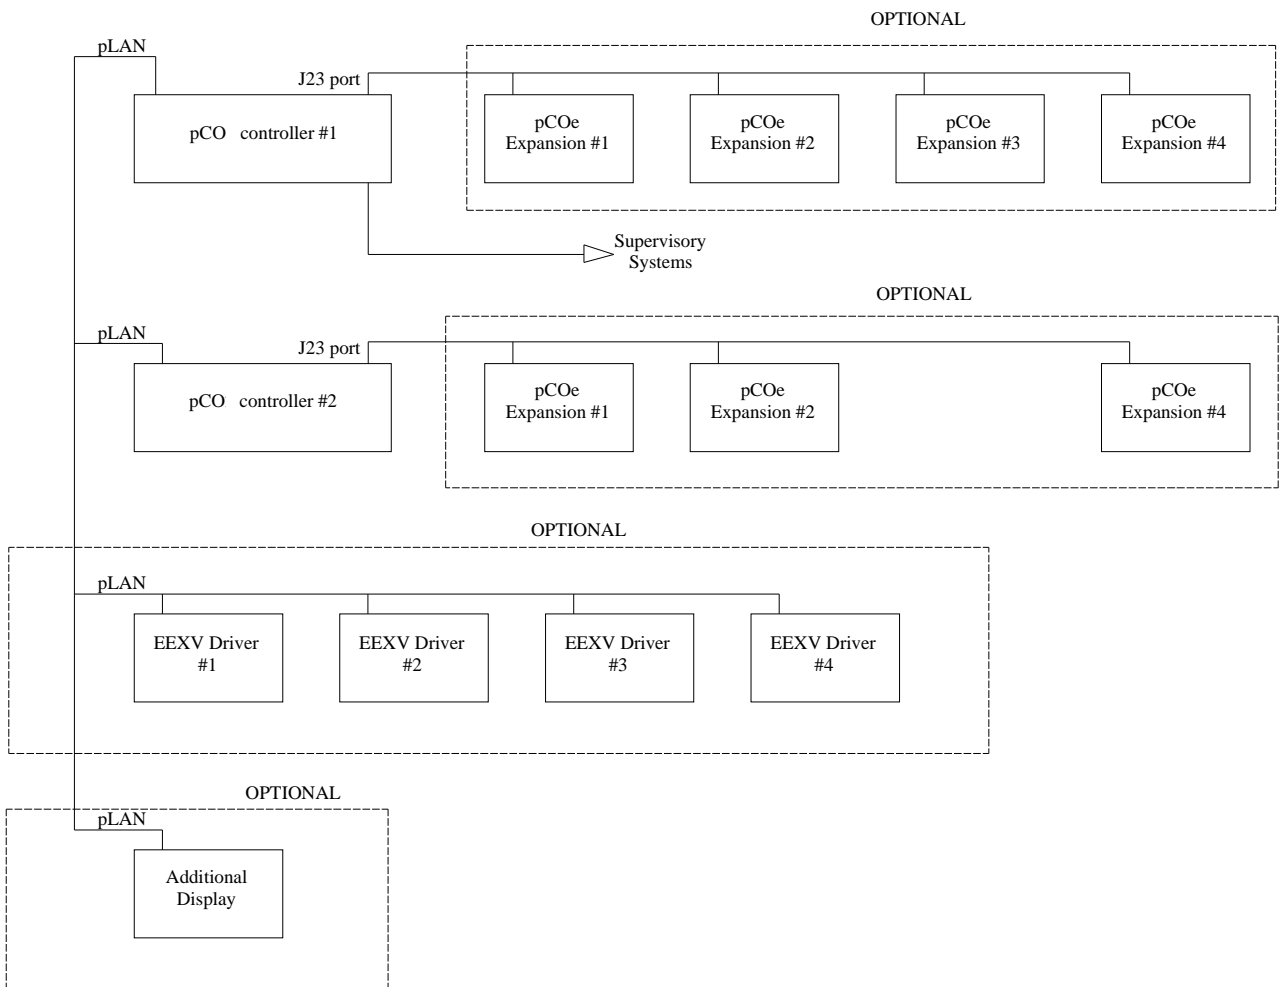 OPTIONAL
pLAN
J23 port
pCO controller #1
pCOe
Expansion #1
pCOe
Expansion #2
pCOe
Expansion #3
pCOe
Expansion #4
Supervisory
Systems
OPTIONAL
pLAN
J23 port
pCO controller #2
pCOe
Expansion #1
pCOe
Expansion #2
pCOe
Expansion #4
OPTIONAL
pLAN
EEXV Driver
#1
EEXV Driver
#2
EEXV Driver
#3
EEXV Driver
#4
OPTIONAL
pLAN
Additional
Display